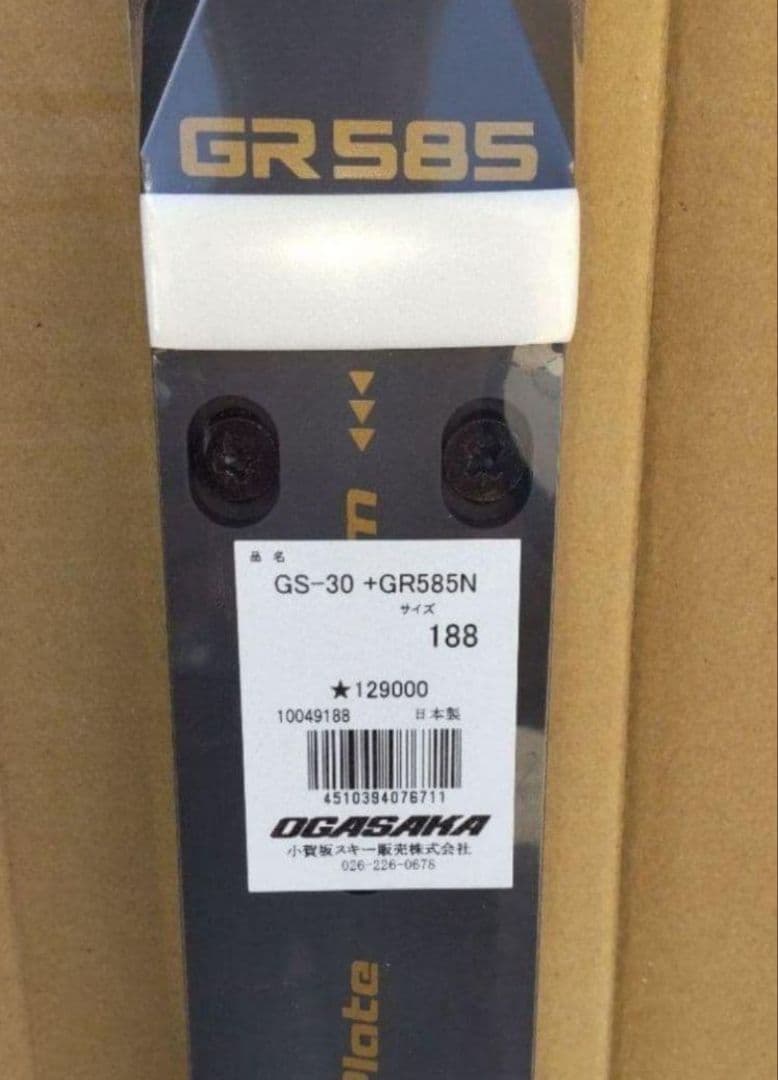 GR585
m
品名
GS-30 +GR585N
サイズ
188
★129000
10049188 日本製
4510394076711
OGASAKA
小賀坂スキー販売株式会社
026-226-0678
Plate